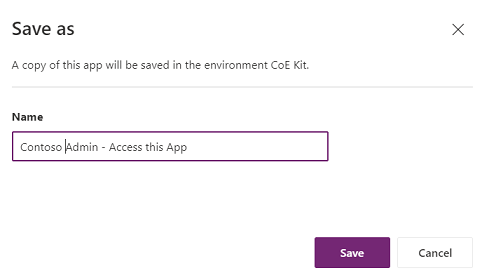 Save as
A copy of this app will be saved in the environment CoE Kit.
Name
Contoso Admin - Access this App
Save Cancel